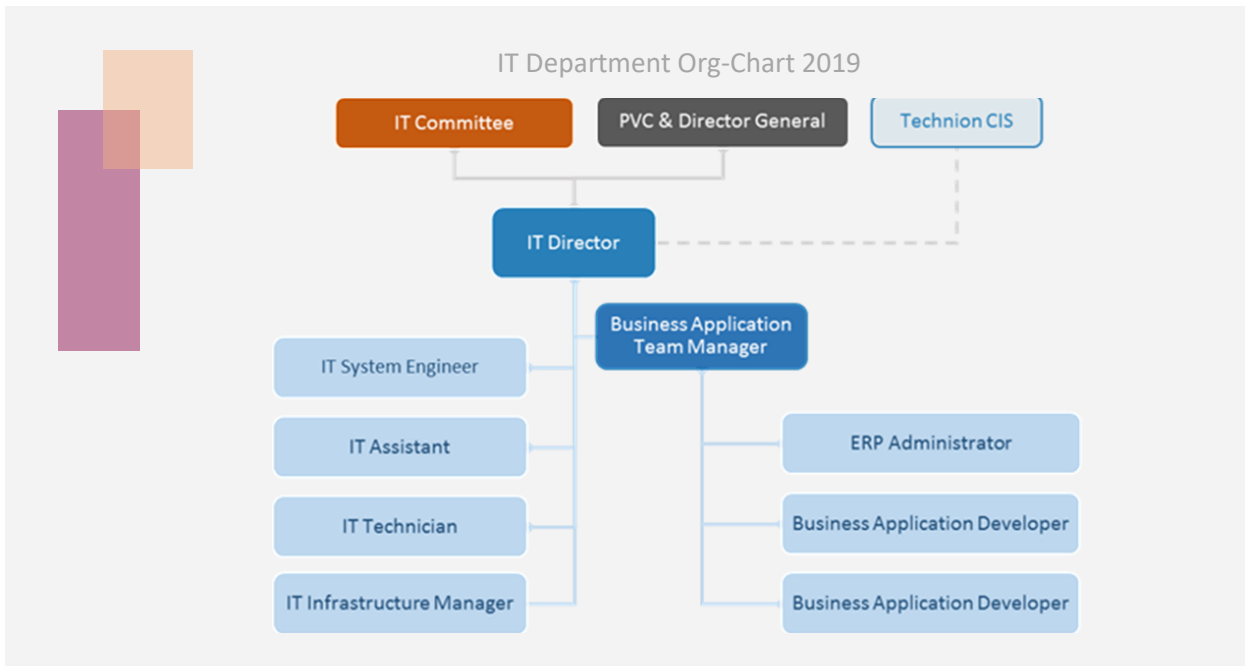 IT Department Org-Chart 2019
IT Committee
PVC & Director General
Technion CIS
IT Director
Business Application
Team Manager
IT System Engineer
IT Assistant
IT Technician
IT Infrastructure Manager
ERP Administrator
Business Application Developer
Business Application Developer